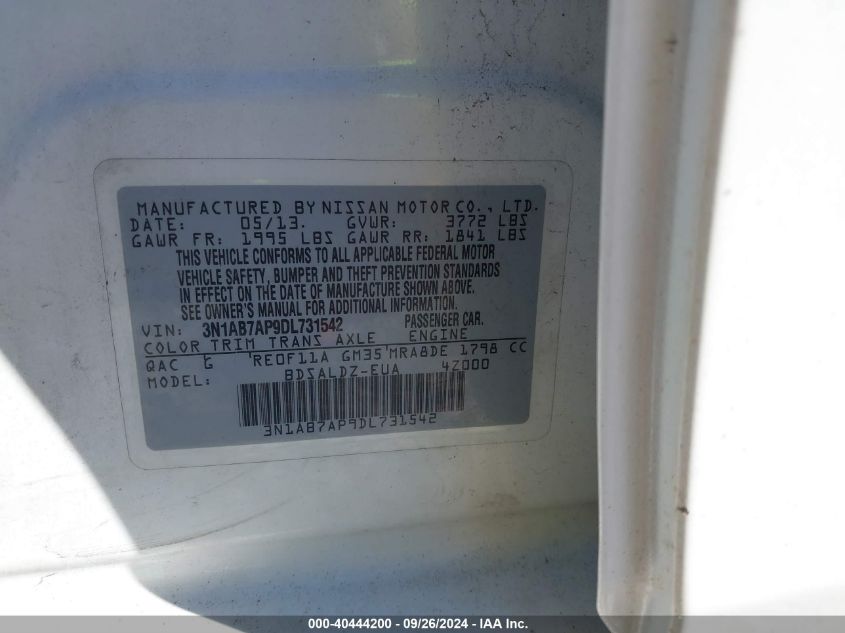 MANUFACTURED BY NISSAN MOTOR CO., LTD.
DATE: 05/13. GVWR: 3772 LBS
GAWR FR: 1995 LBS GAWR RR: 1841 LBS
THIS VEHICLE CONFORMS TO ALL APPLICABLE FEDERAL MOTOR
VEHICLE SAFETY, BUMPER AND THEFT PREVENTION STANDARDS
IN EFFECT ON THE DATE OF MANUFACTURE SHOWN ABOVE.
SEE OWNER'S MANUAL FOR ADDITIONAL INFORMATION.
VIN: 3N1AB7AP9DL731542 PASSENGER CAR.
COLOR TRIM TRANS AXLE ENGINE
QAC G RE0F11A GM35 MRA8DE 1798 CC
MODEL: BDSALDZ-EUA 4Z000
3N1AB7AP9DL731542
000-40444200 - 09/26/2024 - IAA Inc.